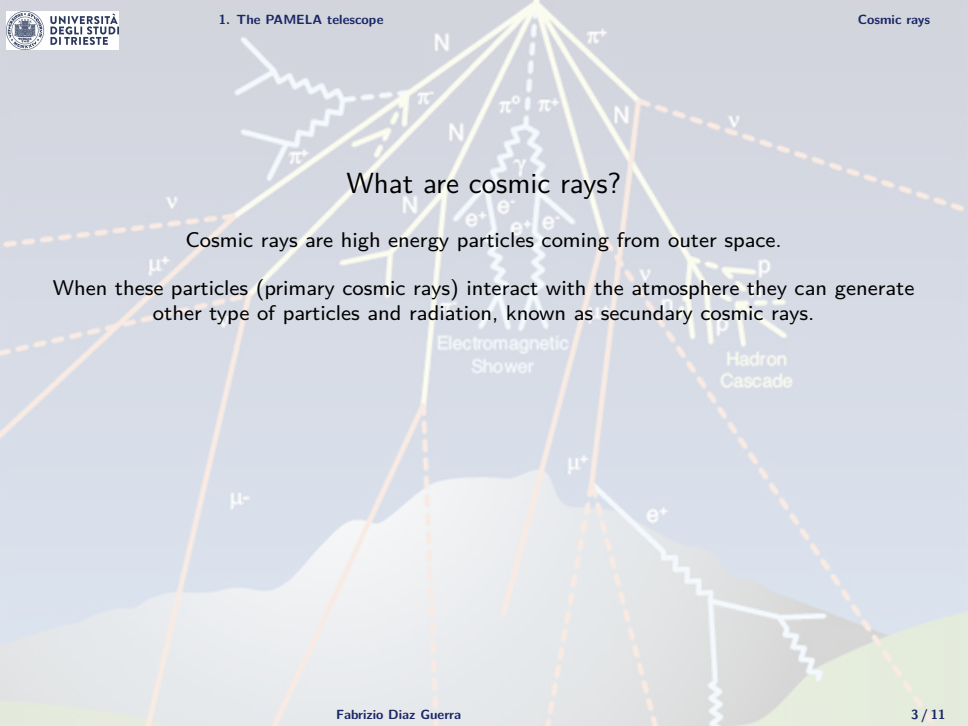 UNIVERSITÀ
DEGLI STUDI
DI TRIESTE
1. The PAMELA telescope
Cosmic rays
N
π⁺
π⁻
π⁰
π⁺
N
ν
N
π⁺
γ
What are cosmic rays?
ν
N
e⁺
e⁻
e⁺
e⁻
Cosmic rays are high energy particles coming from outer space.
μ⁺
ν
p
When these particles (primary cosmic rays) interact with the atmosphere they can generate
other type of particles and radiation, known as secundary cosmic rays.
n
p
Electromagnetic
Shower
Hadron
Cascade
μ⁺
μ⁻
e⁺
Fabrizio Diaz Guerra
3 / 11